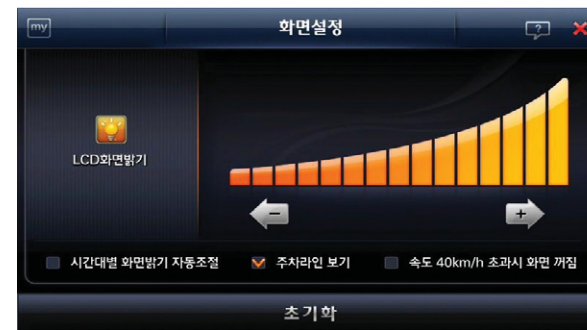 my
화면설정
?
LCD화면밝기
-
+
시간대별 화면밝기 자동조절
주차라인 보기
속도 40km/h 초과시 화면 꺼짐
초기화